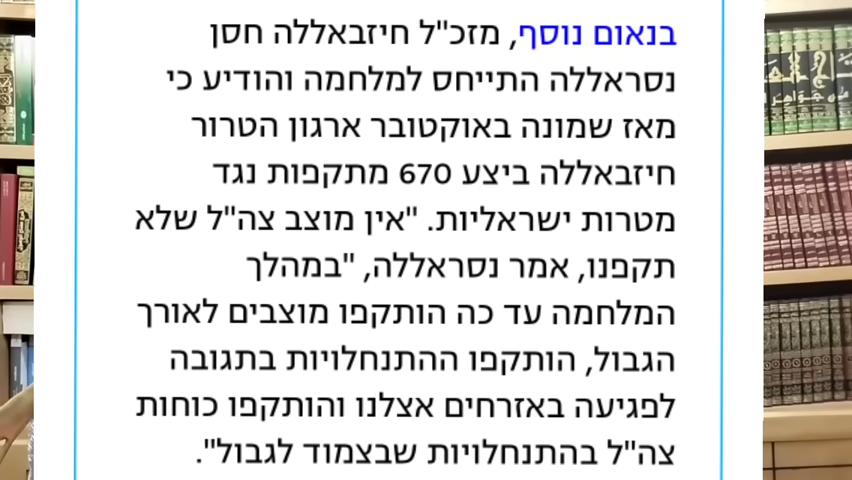 בנאום נוסף, מזכ"ל חיזבאללה חסן
נסראללה התייחס למלחמה והודיע כי
מאז שמונה באוקטובר ארגון הטרור
חיזבאללה ביצע 670 מתקפות נגד
מטרות ישראליות. "אין מוצב צה"ל שלא
תקפנו, אמר נסראללה, "במהלך
המלחמה עד כה הותקפו מוצבים לאורך
הגבול, הותקפו ההתנחלויות בתגובה
לפגיעה באזרחים אצלנו והותקפו כוחות
צה"ל בהתנחלויות שבצמוד לגבול".